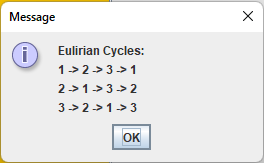 Message
Eulirian Cycles:
1 -> 2 -> 3 -> 1
2 -> 1 -> 3 -> 2
3 -> 2 -> 1 -> 3
OK